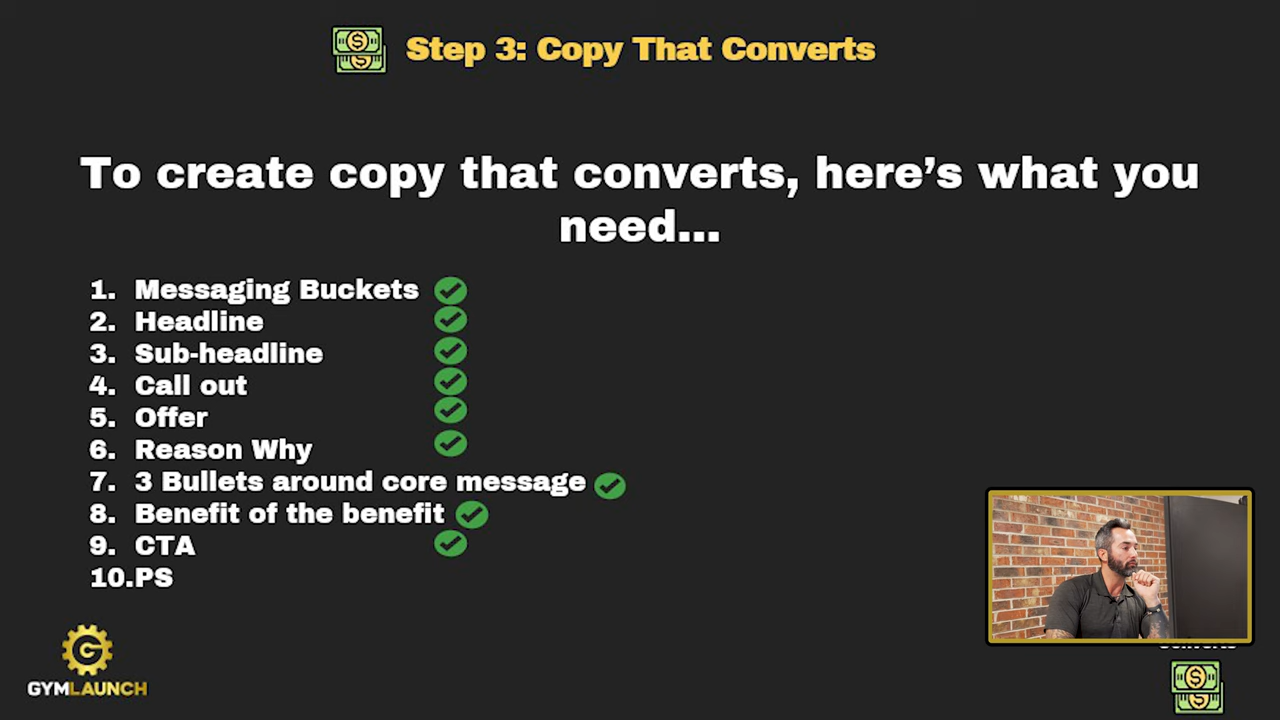 Step 3: Copy That Converts
To create copy that converts, here's what you
need...
1. Messaging Buckets
2. Headline
3. Sub-headline
4. Call out
5. Offer
6. Reason Why
7. 3 Bullets around core message
8. Benefit of the benefit
9. CTA
10.PS
GYMLAUNCH